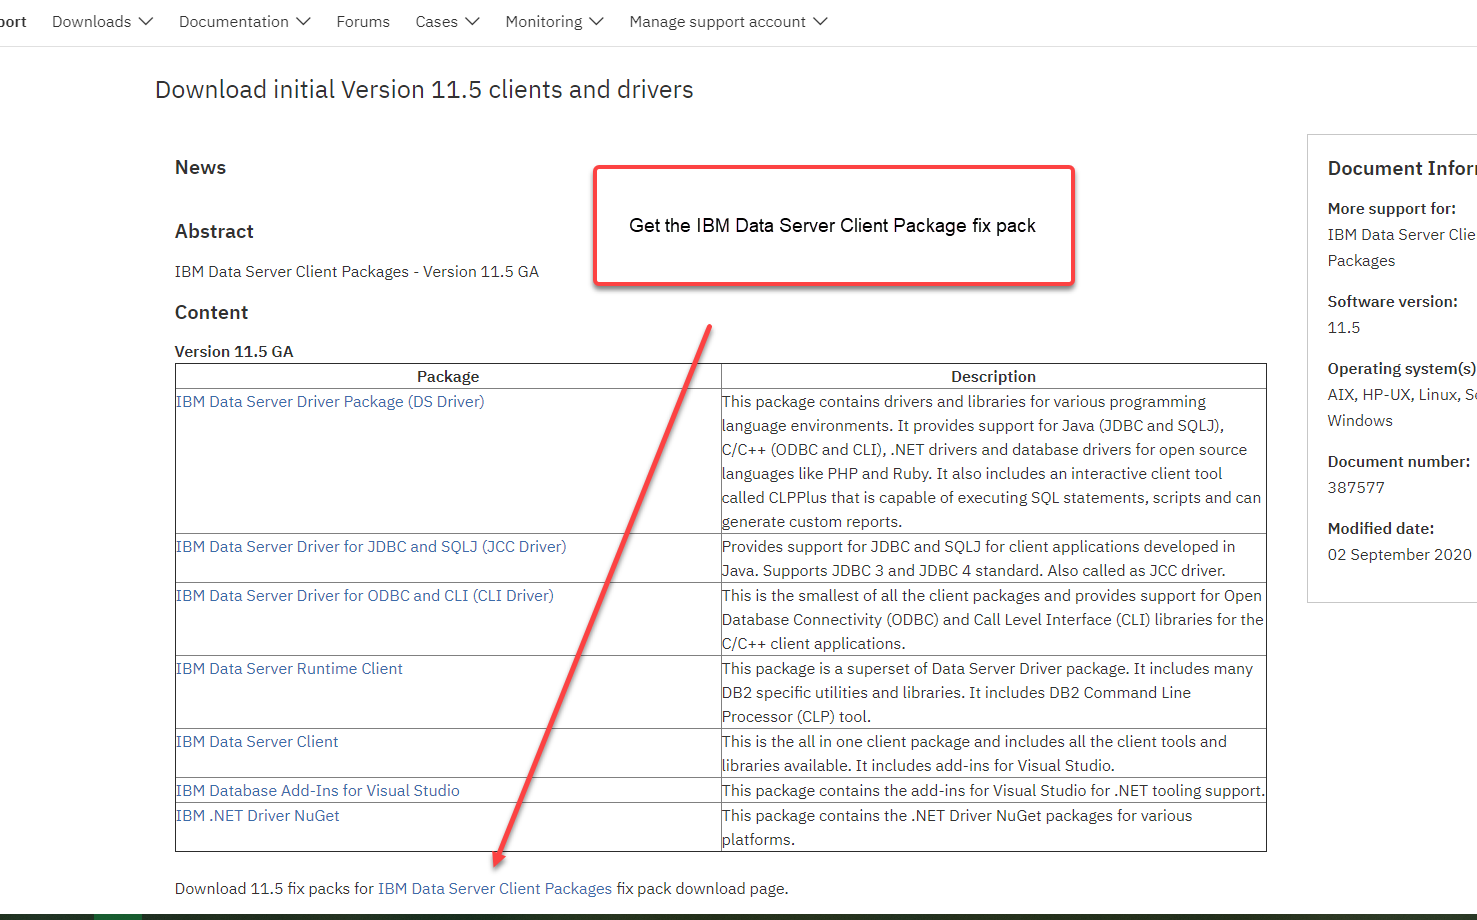 ort Downloads Documentation Forums Cases Monitoring Manage support account
Download initial Version 11.5 clients and drivers
News
Get the IBM Data Server Client Package fix pack
Abstract
IBM Data Server Client Packages - Version 11.5 GA
Content
Version 11.5 GA
Package Description
IBM Data Server Driver Package (DS Driver) This package contains drivers and libraries for various programming
language environments. It provides support for Java (JDBC and SQLJ),
C/C++ (ODBC and CLI), .NET drivers and database drivers for open source
languages like PHP and Ruby. It also includes an interactive client tool
called CLPPlus that is capable of executing SQL statements, scripts and can
generate custom reports.
IBM Data Server Driver for JDBC and SQLJ (JCC Driver) Provides support for JDBC and SQLJ for client applications developed in
Java. Supports JDBC 3 and JDBC 4 standard. Also called as JCC driver.
IBM Data Server Driver for ODBC and CLI (CLI Driver) This is the smallest of all the client packages and provides support for Open
Database Connectivity (ODBC) and Call Level Interface (CLI) libraries for the
C/C++ client applications.
IBM Data Server Runtime Client This package is a superset of Data Server Driver package. It includes many
DB2 specific utilities and libraries. It includes DB2 Command Line
Processor (CLP) tool.
IBM Data Server Client This is the all in one client package and includes all the client tools and
libraries available. It includes add-ins for Visual Studio.
IBM Database Add-Ins for Visual Studio This package contains the add-ins for Visual Studio for .NET tooling support.
IBM .NET Driver NuGet This package contains the .NET Driver NuGet packages for various
platforms.
Download 11.5 fix packs for IBM Data Server Client Packages fix pack download page.
Document Infor
More support for:
IBM Data Server Clie
Packages
Software version:
11.5
Operating system(s)
AIX, HP-UX, Linux, So
Windows
Document number:
387577
Modified date:
02 September 2020